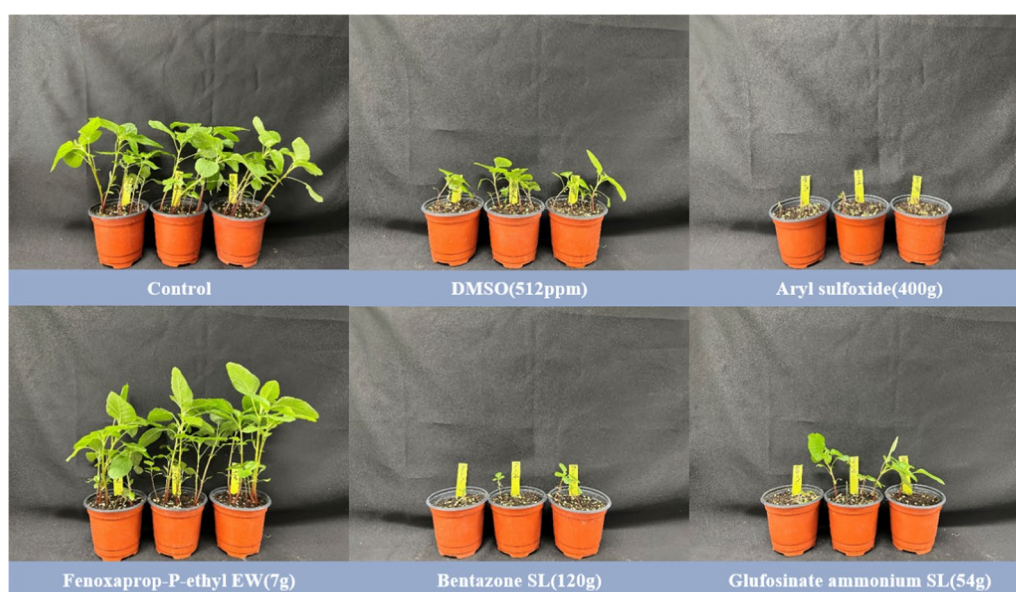 Control
DMSO(512ppm)
Aryl sulfoxide(400g)
Fenoxaprop-P-ethyl EW(7g)
Bentazone SL(120g)
Glufosinate ammonium SL(54g)